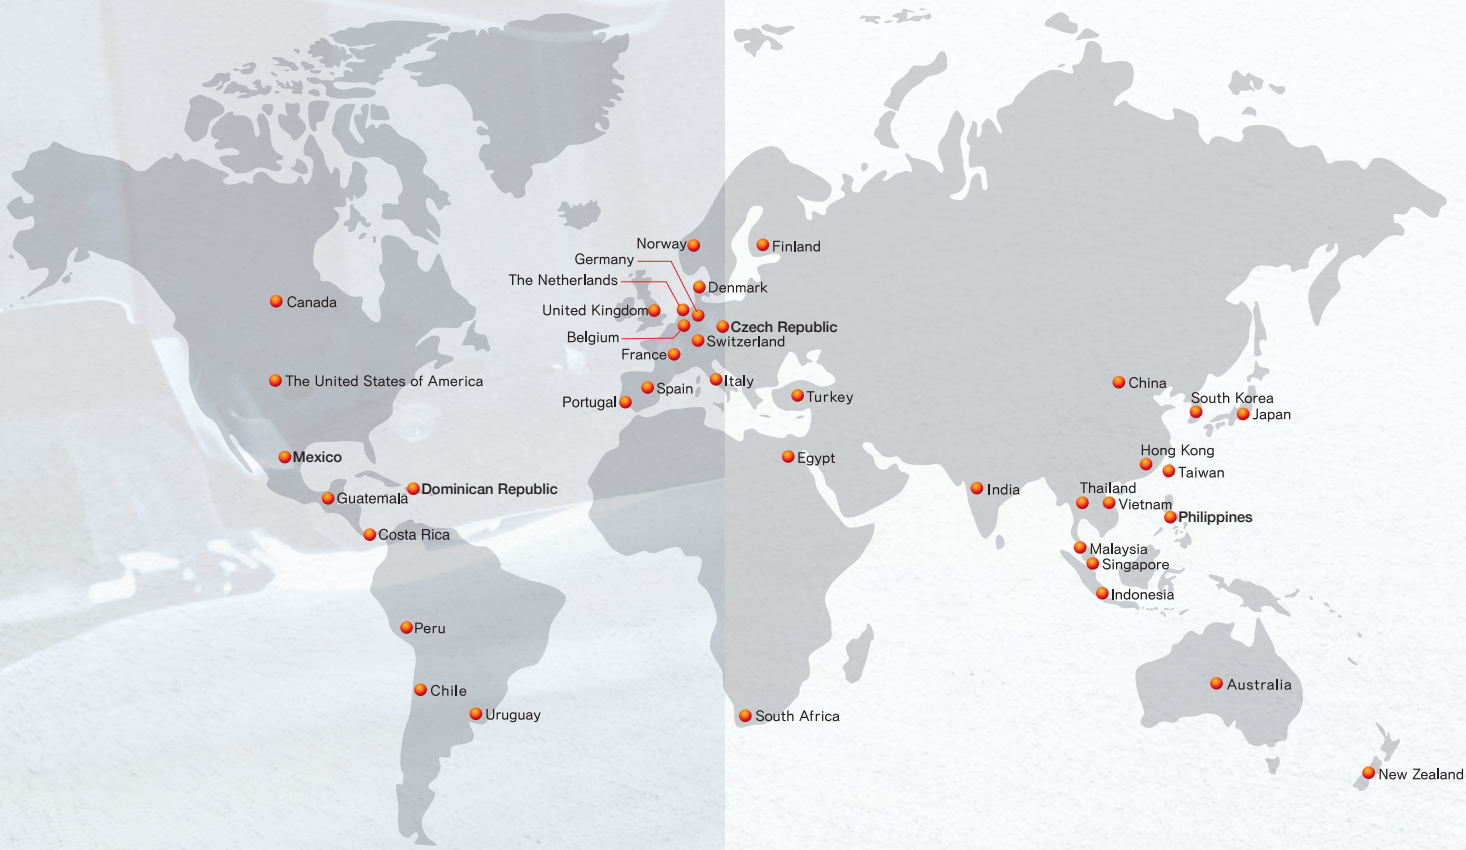 Norway
Finland
Germany
The Netherlands
Denmark
Canada
United Kingdom
Czech Republic
Belgium
Switzerland
France
The United States of America
Italy
China
Spain
Turkey
South Korea
Portugal
Japan
Hong Kong
Mexico
Egypt
Taiwan
Dominican Republic
India
Thailand
Guatemala
Vietnam
Philippines
Costa Rica
Malaysia
Singapore
Indonesia
Peru
Australia
Chile
Uruguay
South Africa
New Zealand